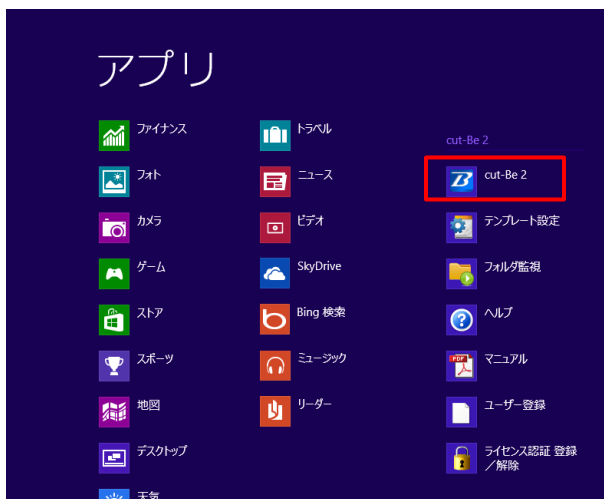 アプリ
ファイナンス
フォト
カメラ
ゲーム
ストア
スポーツ
地図
デスクトップ
天気
トラベル
ニュース
ビデオ
SkyDrive
Bing 検索
ミュージック
リーダー
cut-Be 2
cut-Be 2
テンプレート設定
フォルダ監視
ヘルプ
PDF
マニュアル
ユーザー登録
ライセンス認証 登録
／解除